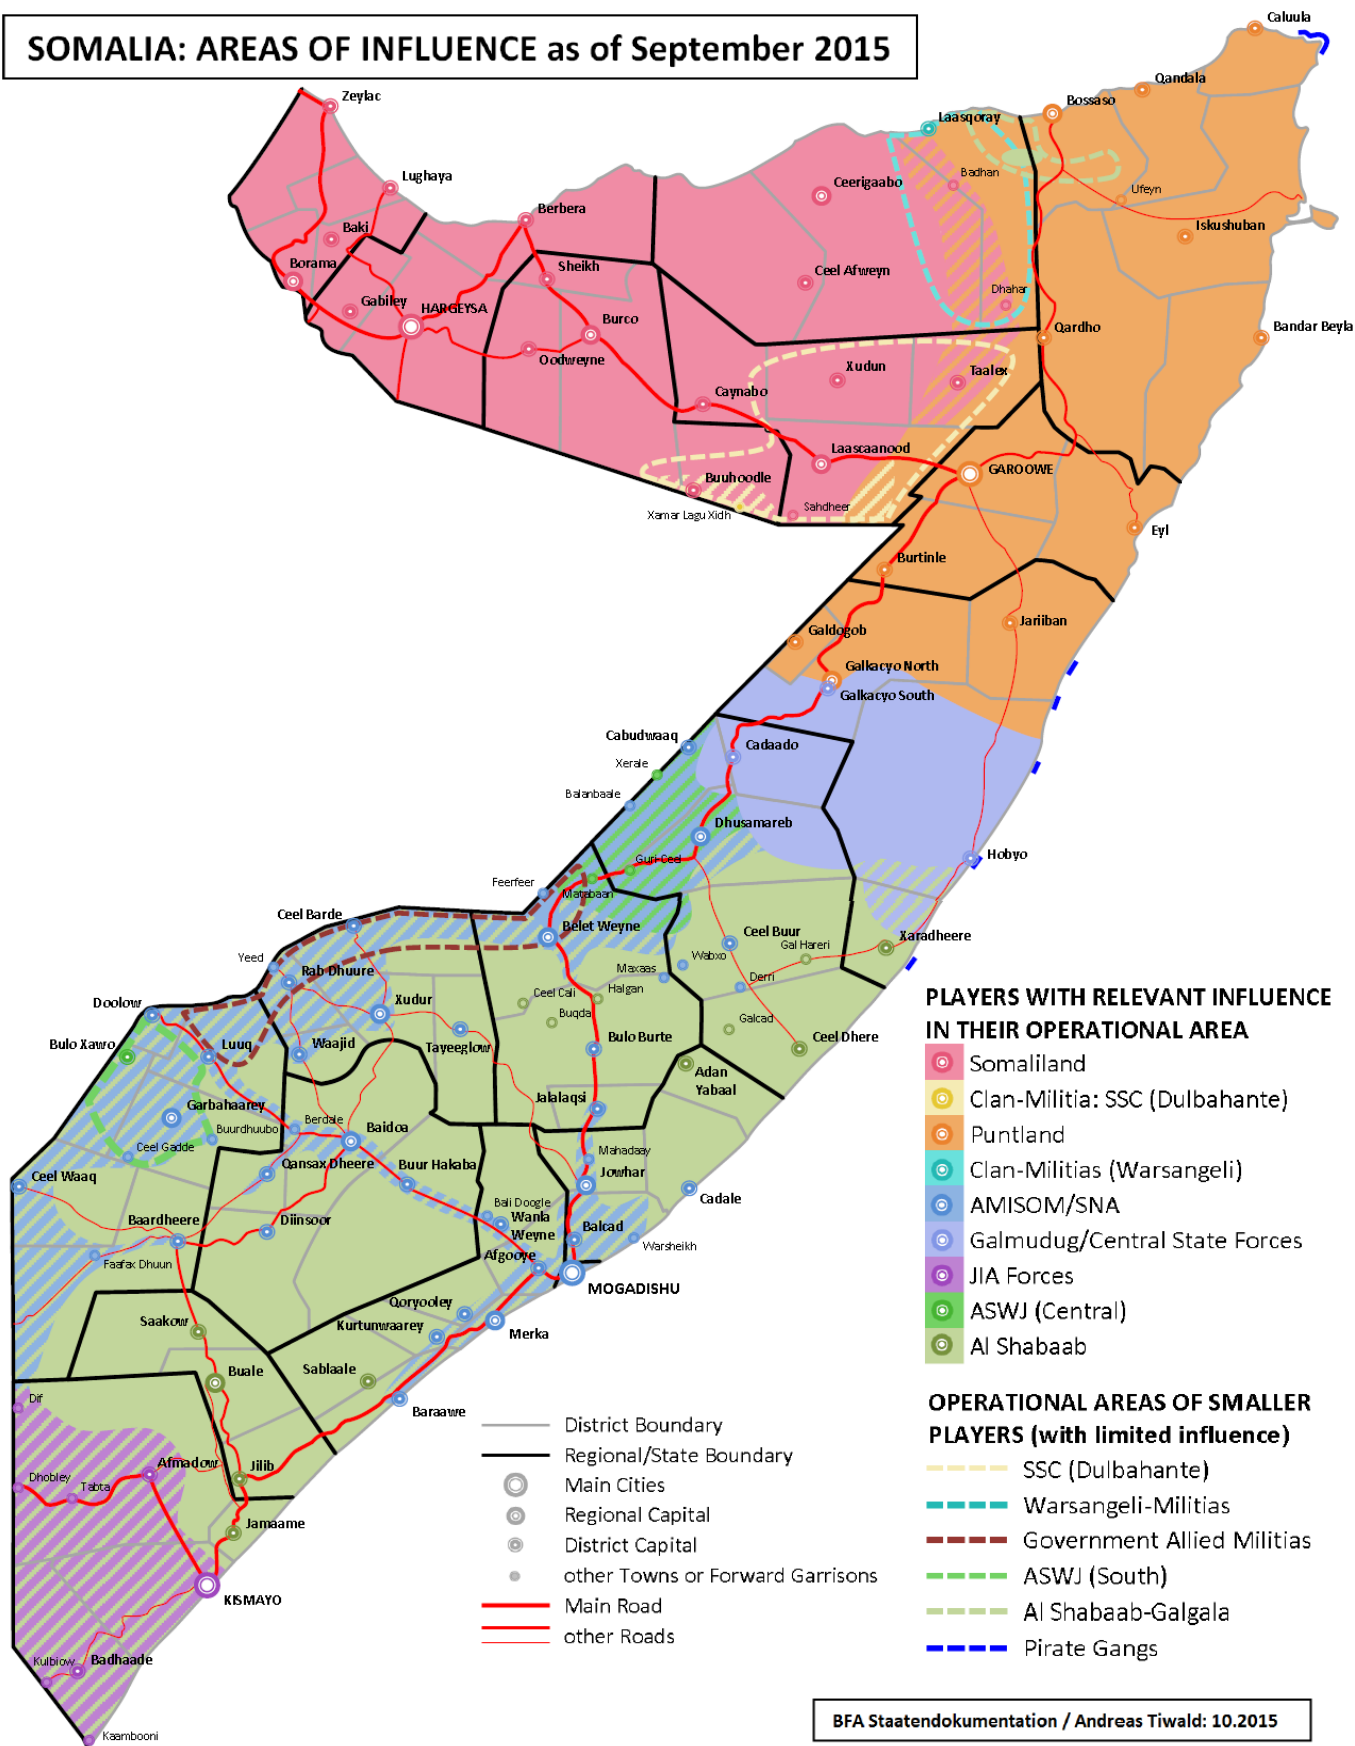 SOMALIA: AREAS OF INFLUENCE as of September 2015
Caluula
Qandala
Bossaso
Zeylac
Laasqoray
Badhan
Lughaya
Ceerigaabo
Ufeyn
Berbera
Iskushuban
Baki
Borama
Sheikh
Ceel Afweyn
Dhahar
Gabiley
HARGEYSA
Burco
Qardho
Bandar Beyla
Oodweyne
Xudun
Taalex
Caynabo
Laascaanood
GAROOWE
Buuhoodle
Xamar Lagu Xidh
Sahdheer
Eyl
Burtinle
Jariiban
Galdogob
Galkacyo North
Galkacyo South
Cabudwaaq
Cadaado
Xerale
Balanbaale
Dhusamareb
Guri Ceel
Hobyo
Feerfeer
Matabaan
Ceel Barde
Belet Weyne
Ceel Buur
Xaradheere
Gal Hareri
Yeed
Rab Dhuure
Wabxo
Maxaas
Derri
Doolow
Xudur
Ceel Cali
Halgan
Buqda
Galcad
Bulo Xawo
Luuq
Waajid
Tayeeglow
Bulo Burte
Ceel Dhere
Adan
Yabaal
Garbahaarey
Jalalaqsi
Berdale
Baidoa
Buurdhuubo
Ceel Gadde
Mahadaay
Qansax Dheere
Buur Hakaba
Jowhar
Ceel Waaq
Cadale
Bali Doogle
Baardheere
Diinsoor
Wanla
Weyne
Balcad
Warsheikh
Faafax Dhuun
Afgooye
MOGADISHU
Qoryooley
Saakow
Kurtunwaarey
Merka
Buale
Sablaale
Dif
Baraawe
Afmadow
Jilib
Dhobley
Tabta
Jamaame
KISMAYO
Kulbiow
Badhaade
Kaambooni
PLAYERS WITH RELEVANT INFLUENCE
IN THEIR OPERATIONAL AREA
Somaliland
Clan-Militia: SSC (Dulbahante)
Puntland
Clan-Militias (Warsangeli)
AMISOM/SNA
Galmudug/Central State Forces
JIA Forces
ASWJ (Central)
Al Shabaab
OPERATIONAL AREAS OF SMALLER
PLAYERS (with limited influence)
SSC (Dulbahante)
Warsangeli-Militias
Government Allied Militias
ASWJ (South)
Al Shabaab-Galgala
Pirate Gangs
District Boundary
Regional/State Boundary
Main Cities
Regional Capital
District Capital
other Towns or Forward Garrisons
Main Road
other Roads
BFA Staatendokumentation / Andreas Tiwald: 10.2015